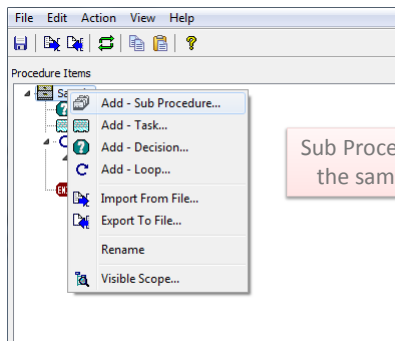 File Edit Action View Help
Procedure Items
Add - Sub Procedure...
Add - Task...
Add - Decision...
Add - Loop...
Import From File...
Export To File...
Rename
Visible Scope...
Sub Proce
the sam